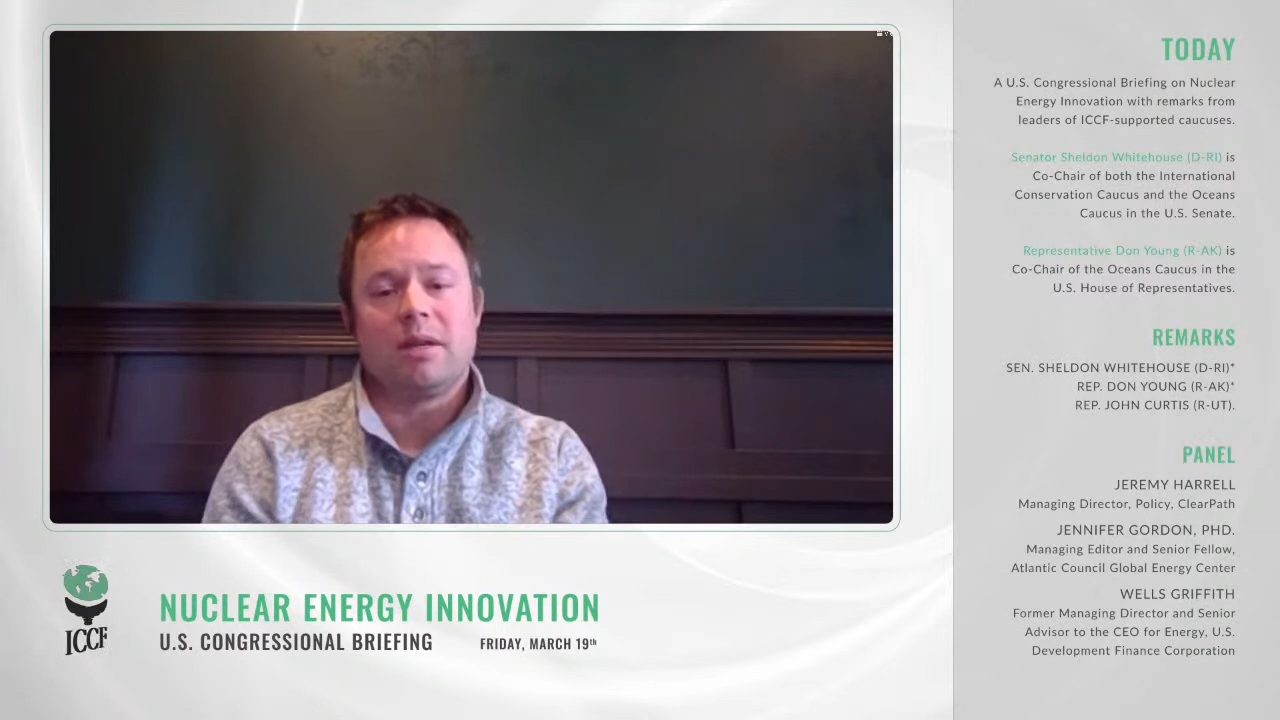 TODAY
A U.S. Congressional Briefing on Nuclear
Energy Innovation with remarks from
leaders of ICCF-supported caucuses.
Senator Sheldon Whitehouse (D-RI) is
Co-Chair of both the International
Conservation Caucus and the Oceans
Caucus in the U.S. Senate.
Representative Don Young (R-AK) is
Co-Chair of the Oceans Caucus in the
U.S. House of Representatives.
REMARKS
SEN. SHELDON WHITEHOUSE (D-RI)*
REP. DON YOUNG (R-AK)*
REP. JOHN CURTIS (R-UT).
PANEL
JEREMY HARRELL
Managing Director, Policy, ClearPath
JENNIFER GORDON, PHD.
Managing Editor and Senior Fellow,
Atlantic Council Global Energy Center
WELLS GRIFFITH
Former Managing Director and Senior
Advisor to the CEO for Energy, U.S.
Development Finance Corporation
ICCF
NUCLEAR ENERGY INNOVATION
U.S. CONGRESSIONAL BRIEFING
FRIDAY, MARCH 19th